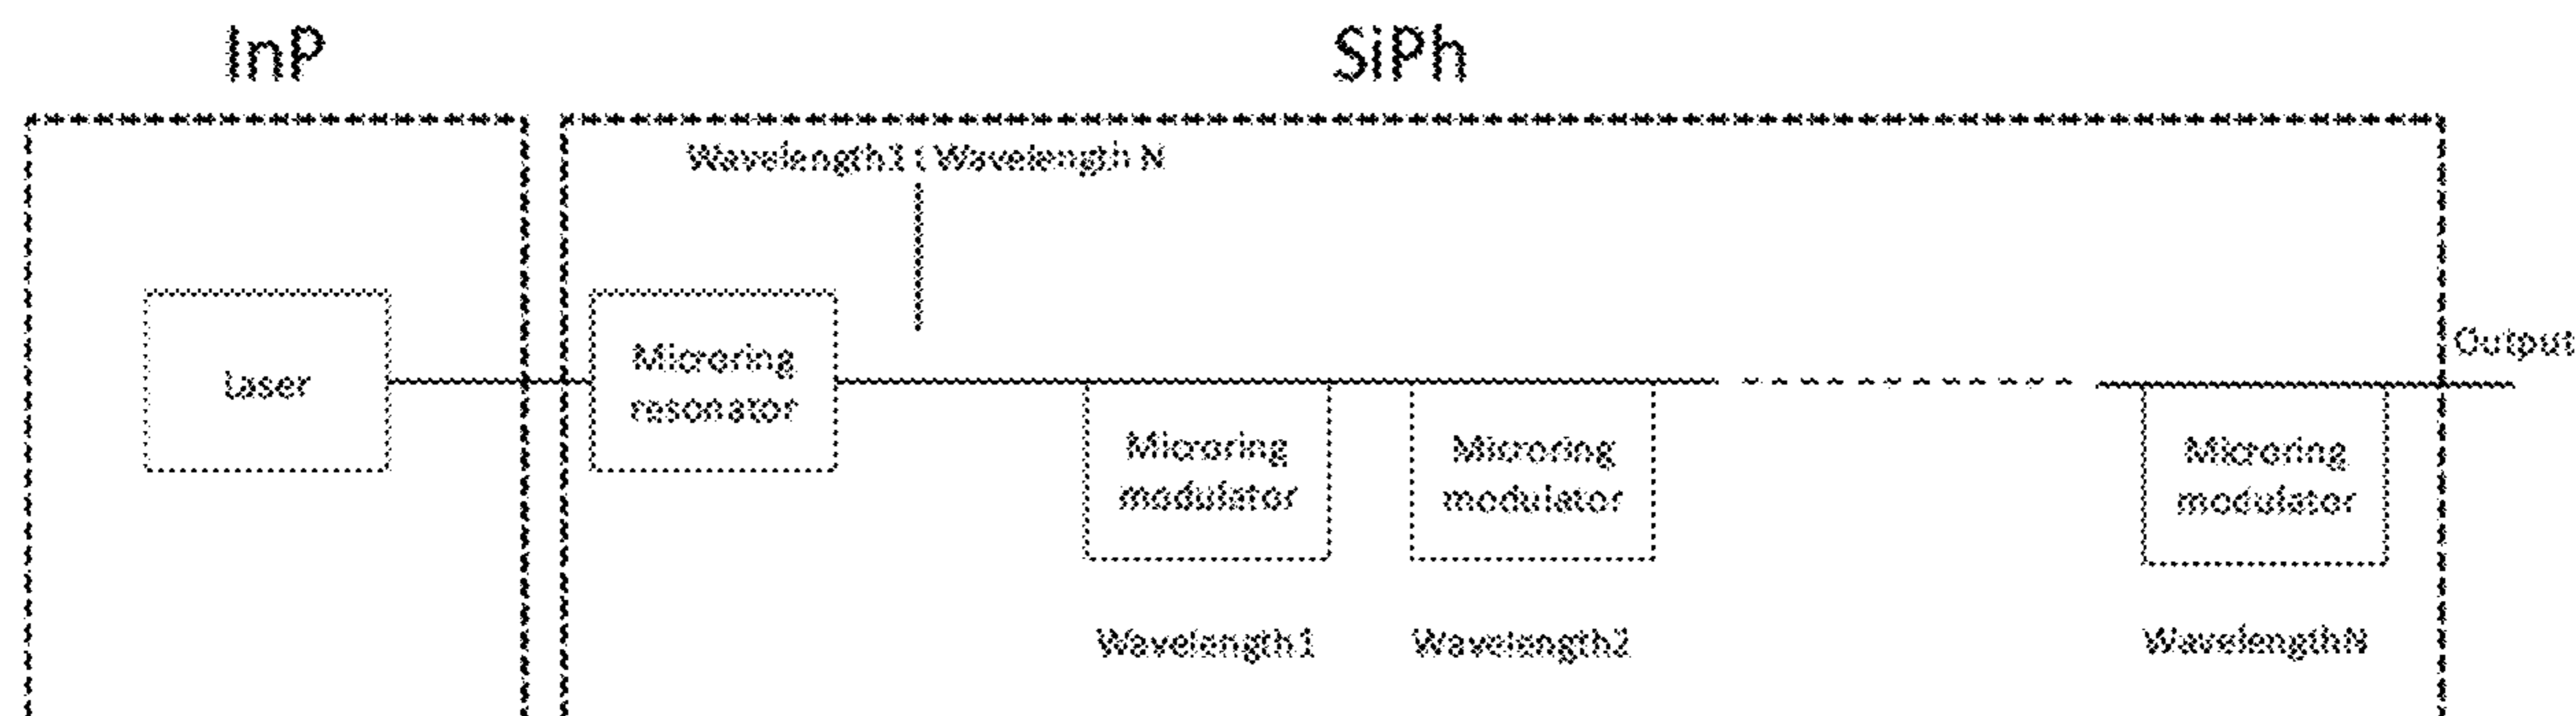 InP
SiPh
Wavelength1 : Wavelength N
Output
Laser
Microring
resonator
Microring
modulator
Microring
modulator
Microring
modulator
Wavelength1
Wavelength2
WavelengthN